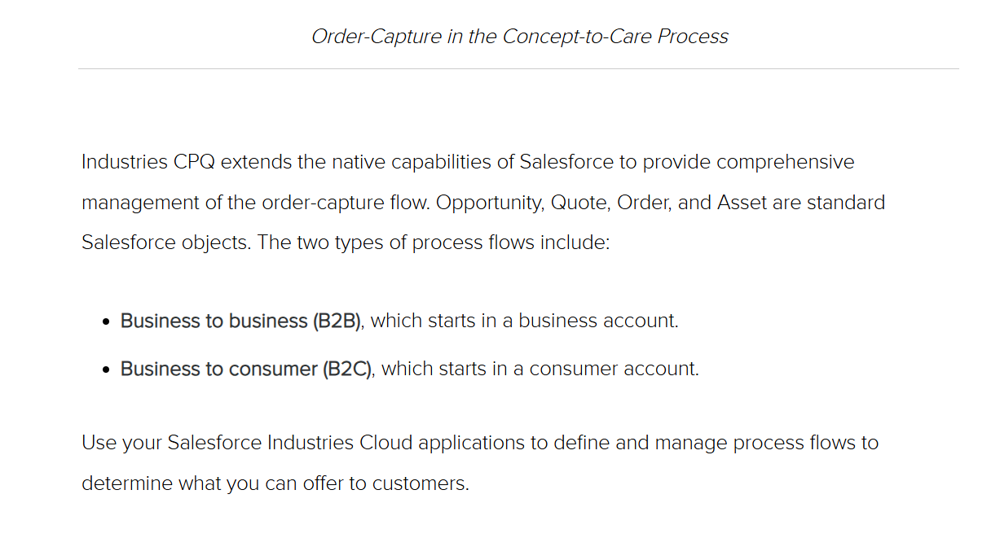 Order-Capture in the Concept-to-Care Process
Industries CPQ extends the native capabilities of Salesforce to provide comprehensive
management of the order-capture flow. Opportunity, Quote, Order, and Asset are standard
Salesforce objects. The two types of process flows include:
• Business to business (B2B), which starts in a business account.
• Business to consumer (B2C), which starts in a consumer account.
Use your Salesforce Industries Cloud applications to define and manage process flows to
determine what you can offer to customers.